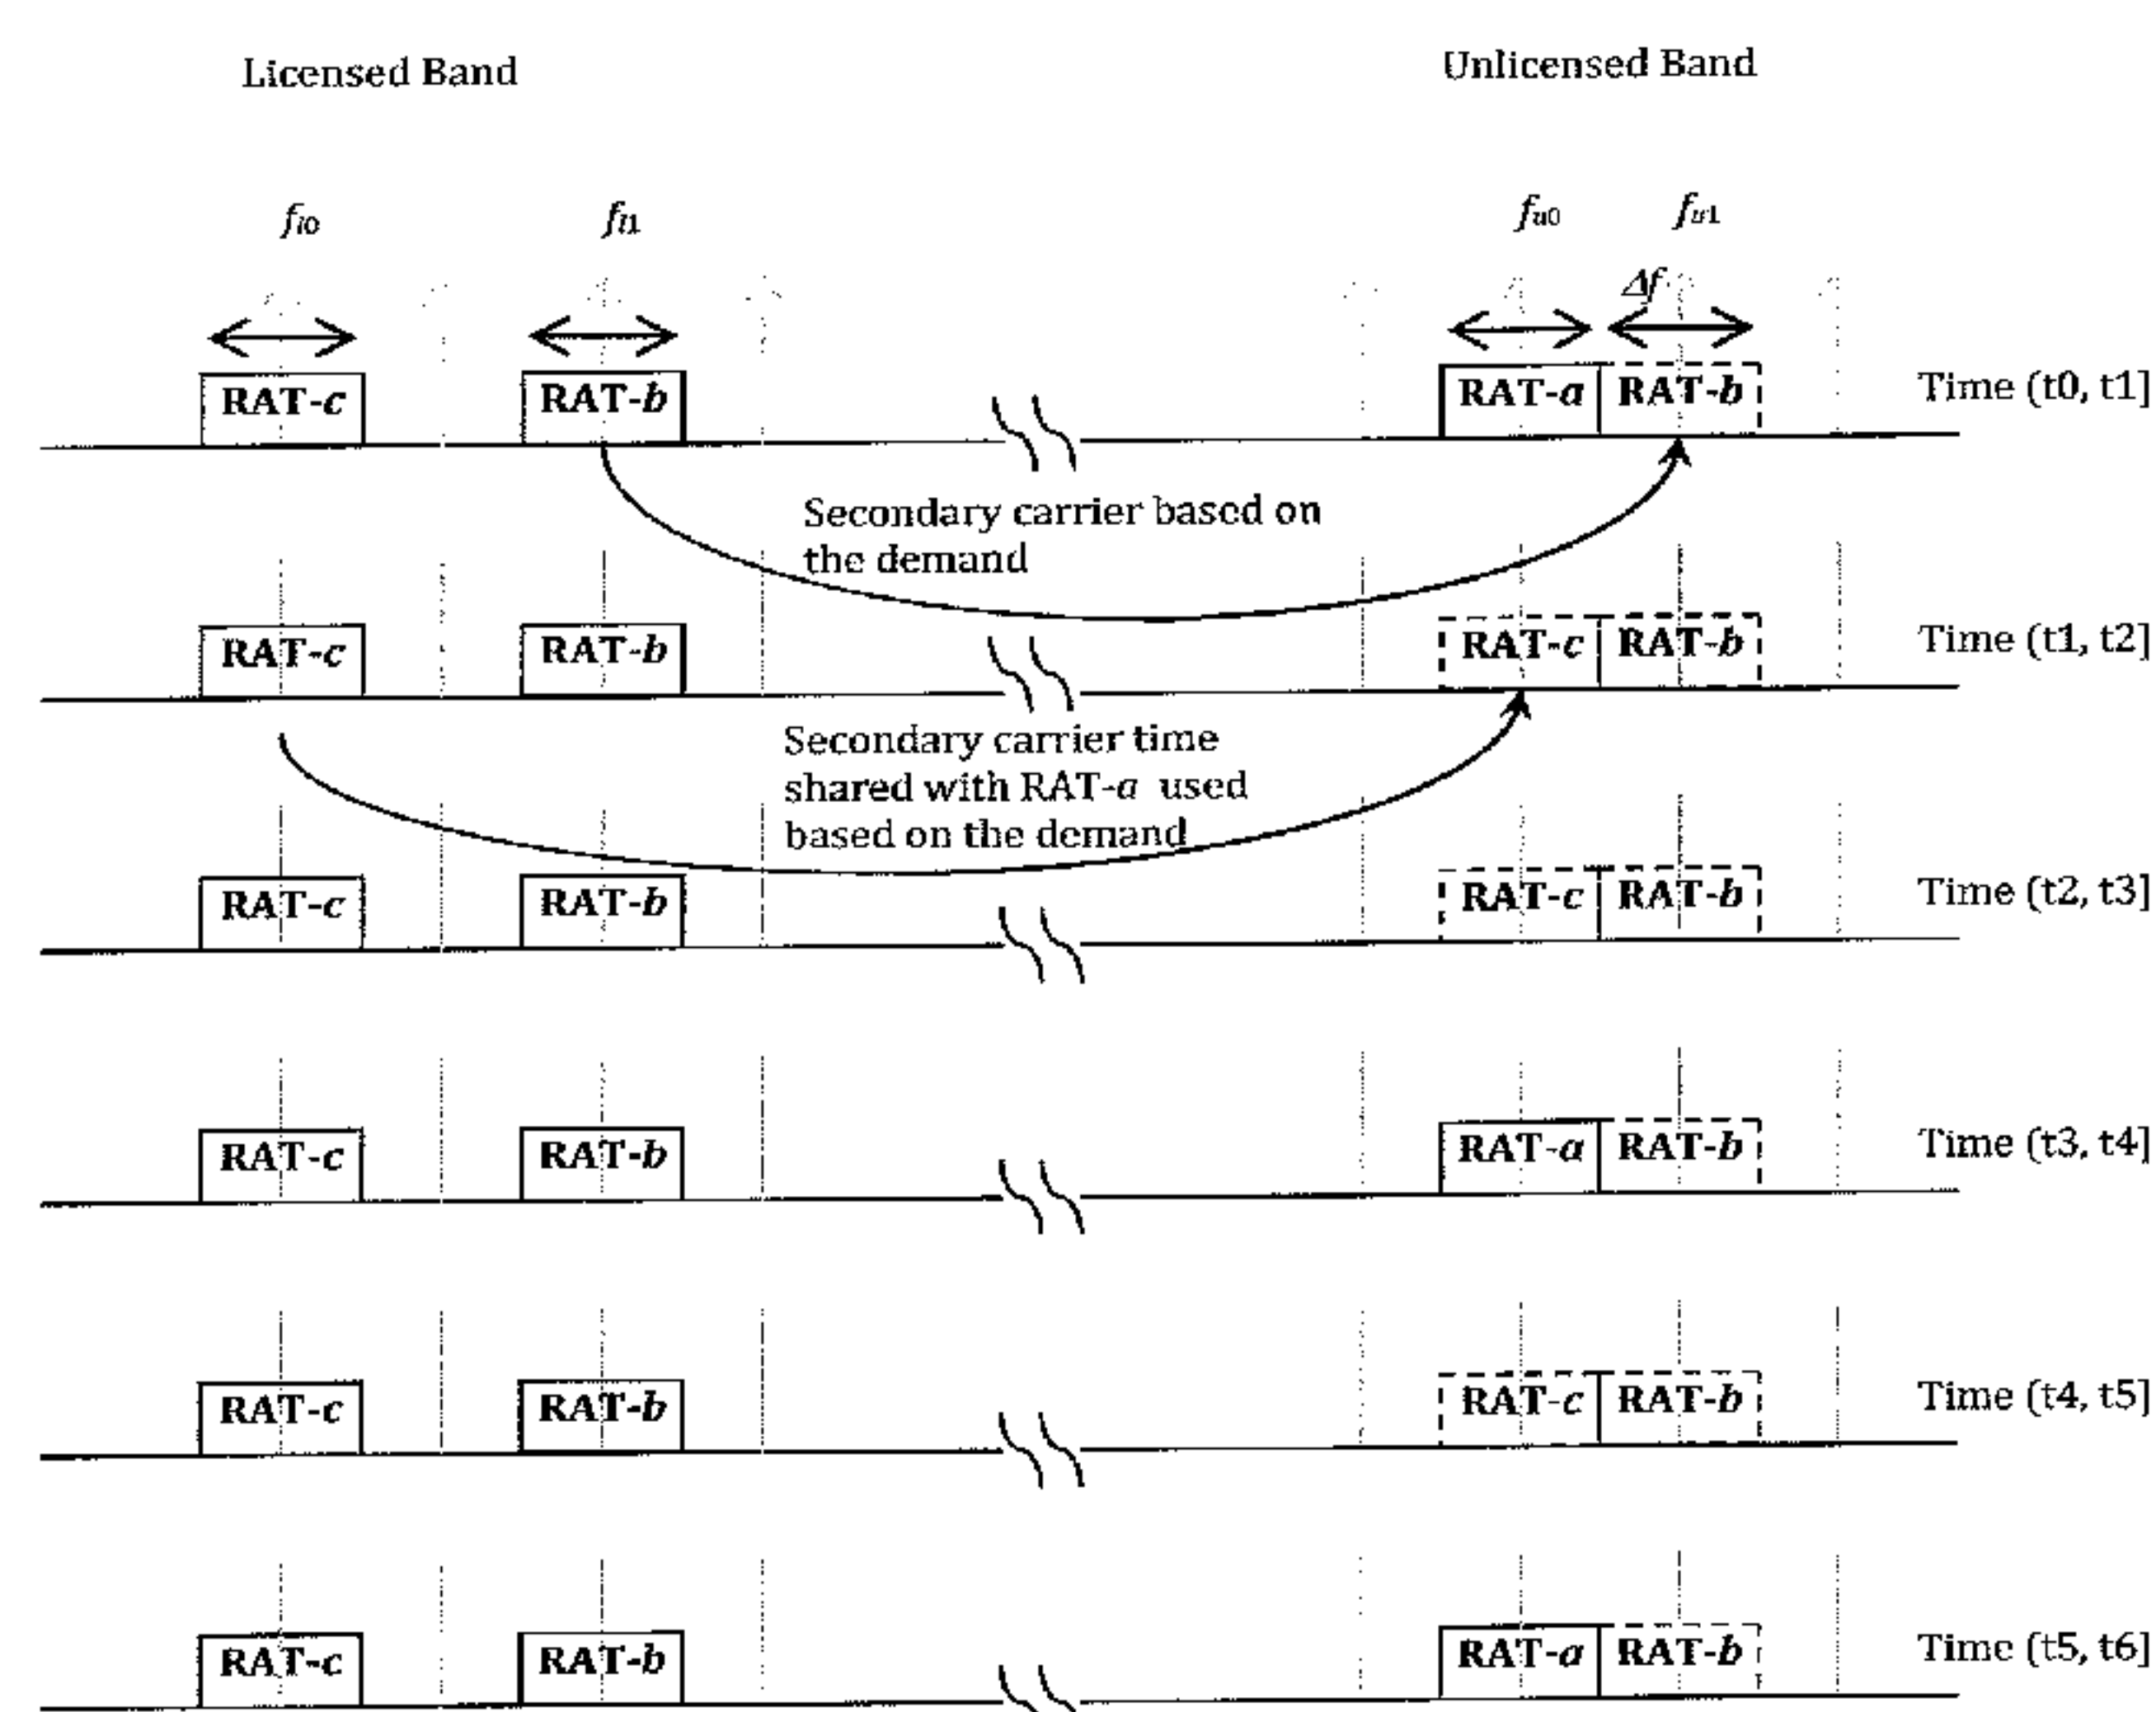 Licensed Band Unlicensed Band
fl0 fl1 fu0 fu1
Δf
RAT-c RAT-b RAT-a RAT-b Time (t0, t1]
Secondary carrier based on
the demand
RAT-c RAT-b RAT-c RAT-b Time (t1, t2]
Secondary carrier time
shared with RAT-a used
based on the demand
RAT-c RAT-b RAT-c RAT-b Time (t2, t3]
RAT-c RAT-b RAT-a RAT-b Time (t3, t4]
RAT-c RAT-b RAT-c RAT-b Time (t4, t5]
RAT-c RAT-b RAT-a RAT-b Time (t5, t6]